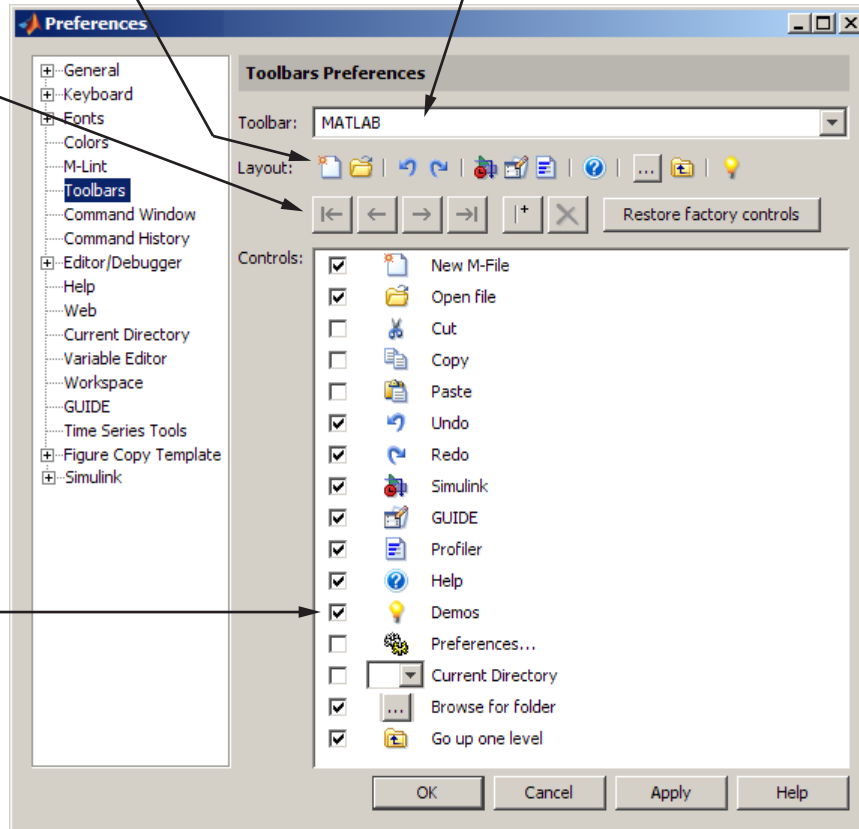 Preferences
General
Keyboard
Fonts
Colors
M-Lint
Toolbars
Command Window
Command History
Editor/Debugger
Help
Web
Current Directory
Variable Editor
Workspace
GUIDE
Time Series Tools
Figure Copy Template
Simulink
Toolbars Preferences
Toolbar: MATLAB
Layout:
Restore factory controls
Controls:
New M-File
Open file
Cut
Copy
Paste
Undo
Redo
Simulink
GUIDE
Profiler
Help
Demos
Preferences...
Current Directory
... Browse for folder
Go up one level
OK Cancel Apply Help